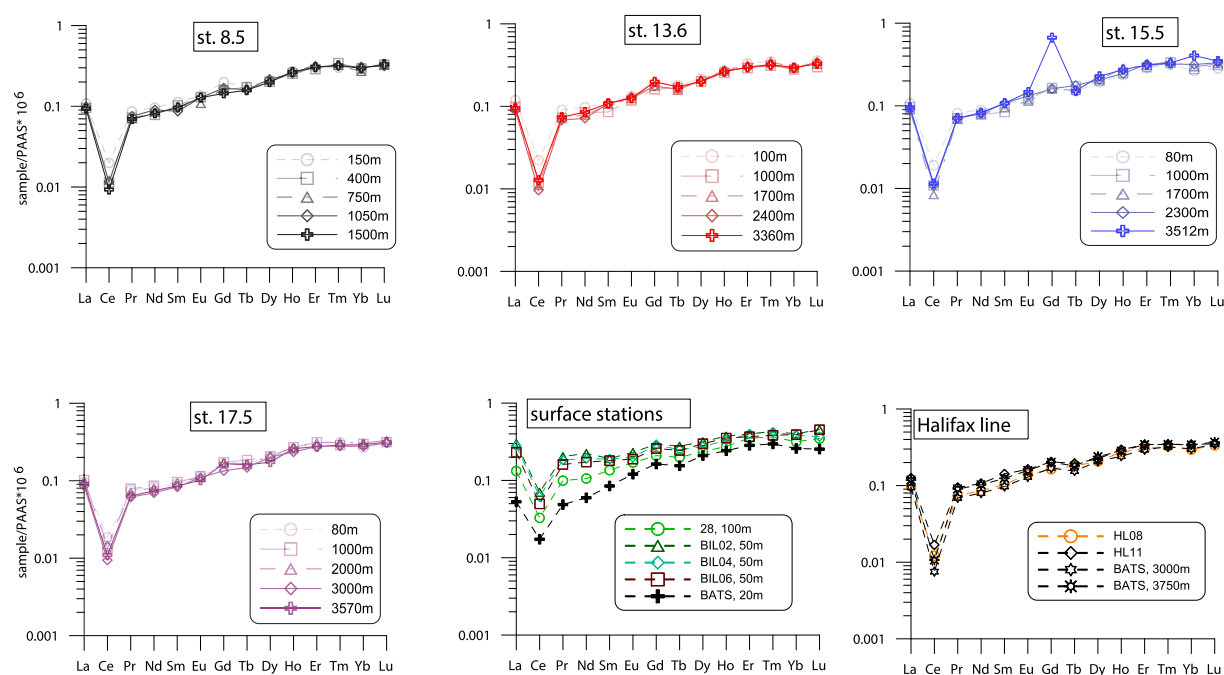 st. 8.5
1
0.1
0.01
0.001
sample/PAAS* 10 6
150m
400m
750m
1050m
1500m
La Ce Pr Nd Sm Eu Gd Tb Dy Ho Er Tm Yb Lu
st. 13.6
1
0.1
0.01
0.001
100m
1000m
1700m
2400m
3360m
La Ce Pr Nd Sm Eu Gd Tb Dy Ho Er Tm Yb Lu
st. 15.5
1
0.1
0.01
0.001
80m
1000m
1700m
2300m
3512m
La Ce Pr Nd Sm Eu Gd Tb Dy Ho Er Tm Yb Lu
st. 17.5
1
0.1
0.01
0.001
sample/PAAS*10 6
80m
1000m
2000m
3000m
3570m
La Ce Pr Nd Sm Eu Gd Tb Dy Ho Er Tm Yb Lu
surface stations
1
0.1
0.01
0.001
28, 100m
BIL02, 50m
BIL04, 50m
BIL06, 50m
BATS, 20m
La Ce Pr Nd Sm Eu Gd Tb Dy Ho Er Tm Yb Lu
Halifax line
1
0.1
0.01
0.001
HL08
HL11
BATS, 3000m
BATS, 3750m
La Ce Pr Nd Sm Eu Gd Tb Dy Ho Er Tm Yb Lu